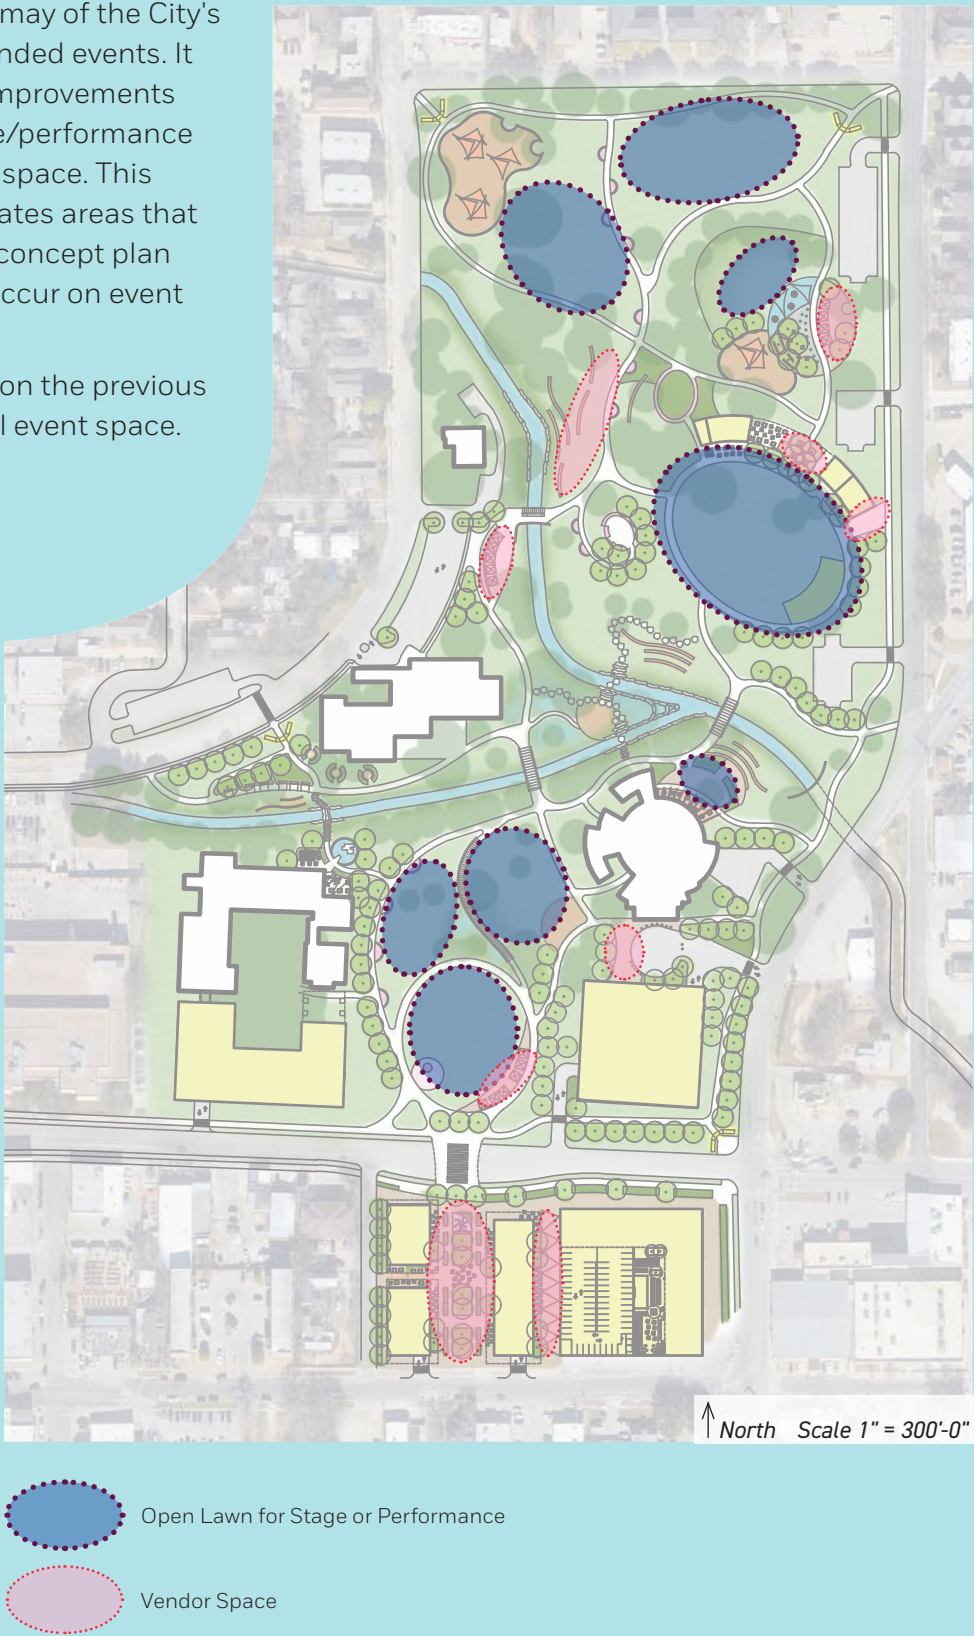 may of the City's
nded events. It
mprovements
e/performance
space. This
ates areas that
concept plan
ccur on event
on the previous
l event space.
North Scale 1" = 300'-0"
Open Lawn for Stage or Performance
Vendor Space